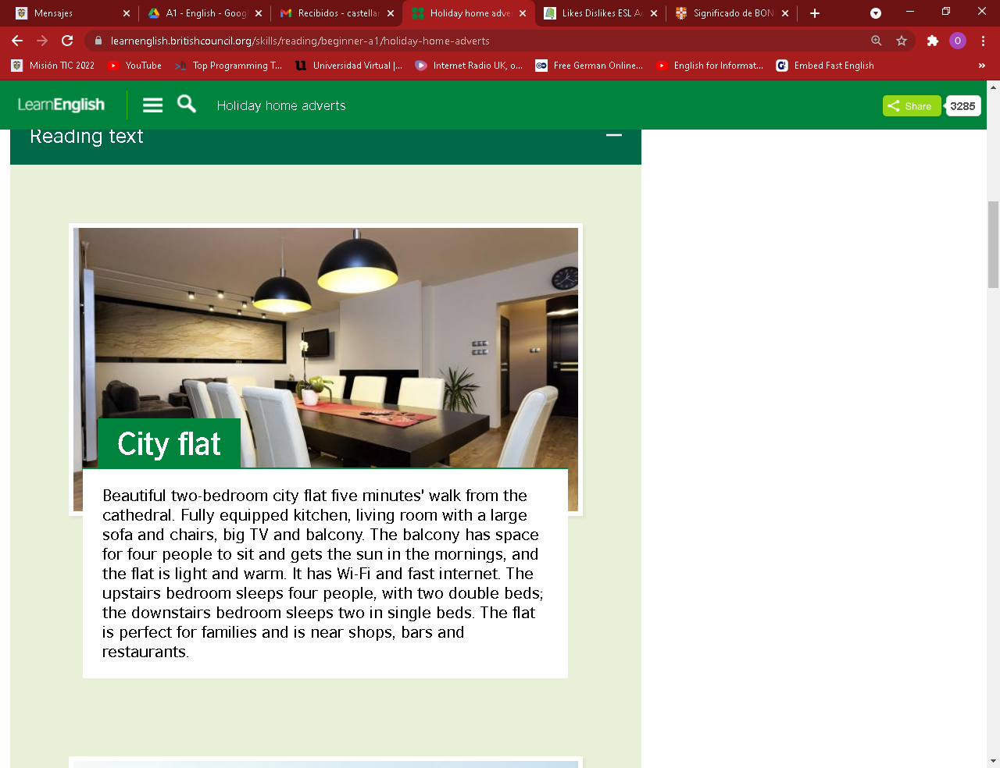 Mensajes
A1 - English - Goog
Recibidos - castella
Holiday home adve
Likes Dislikes ESL Ac
Significado de BON
learnenglish.britishcouncil.org/skills/reading/beginner-a1/holiday-home-adverts
O
Misión TIC 2022
YouTube
Top Programming T...
Universidad Virtual |...
Internet Radio UK, o...
Free German Online...
English for Informat...
Embed Fast English
»
LearnEnglish
Holiday home adverts
Share
3285
Reading text
City flat
Beautiful two-bedroom city flat five minutes' walk from the
cathedral. Fully equipped kitchen, living room with a large
sofa and chairs, big TV and balcony. The balcony has space
for four people to sit and gets the sun in the mornings, and
the flat is light and warm. It has Wi-Fi and fast internet. The
upstairs bedroom sleeps four people, with two double beds;
the downstairs bedroom sleeps two in single beds. The flat
is perfect for families and is near shops, bars and
restaurants.